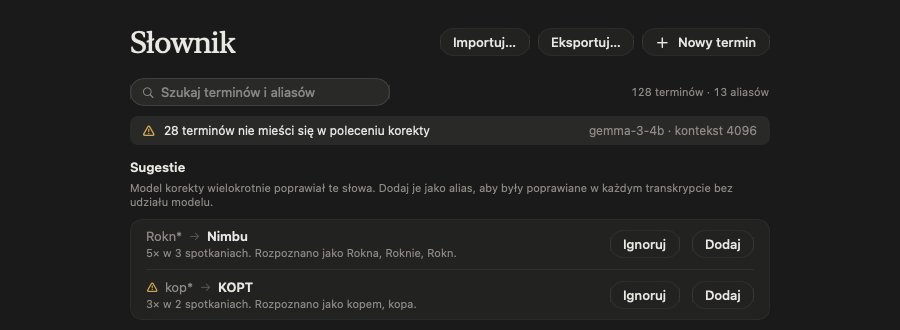 Słownik
Importuj...
Eksportuj...
+ Nowy termin
Szukaj terminów i aliasów
128 terminów · 13 aliasów
28 terminów nie mieści się w poleceniu korekty
gemma-3-4b · kontekst 4096
Sugestie
Model korekty wielokrotnie poprawiał te słowa. Dodaj je jako alias, aby były poprawiane w każdym transkrypcie bez
udziału modelu.
Rokn* → Nimbu
5× w 3 spotkaniach. Rozpoznano jako Rokna, Roknie, Rokn.
Ignoruj
Dodaj
kop* → KOPT
3× w 2 spotkaniach. Rozpoznano jako kopem, kopa.
Ignoruj
Dodaj